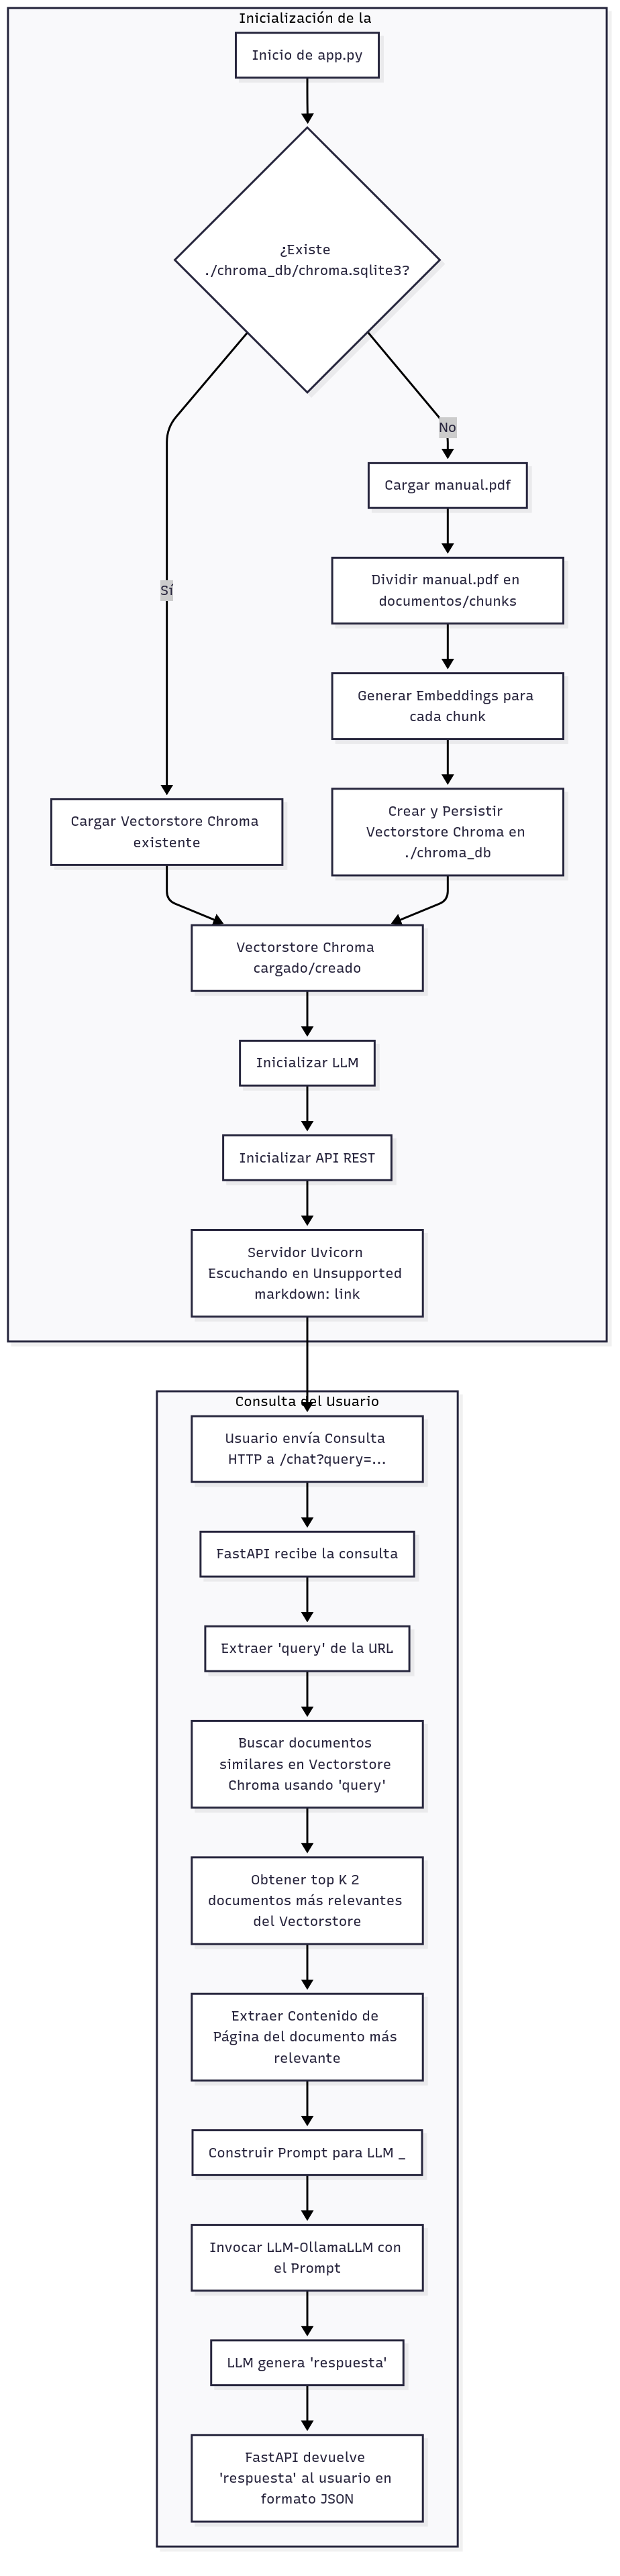 Inicialización de la
Inicio de app.py
¿Existe
./chroma_db/chroma.sqlite3?
No
Cargar manual.pdf
Dividir manual.pdf en
documentos/chunks
Sí
Generar Embeddings para
cada chunk
Cargar Vectorstore Chroma
existente
Crear y Persistir
Vectorstore Chroma en
./chroma_db
Vectorstore Chroma
cargado/creado
Inicializar LLM
Inicializar API REST
Servidor Uvicorn
Escuchando en Unsupported
markdown: link
Consulta del Usuario
Usuario envía Consulta
HTTP a /chat?query=...
FastAPI recibe la consulta
Extraer 'query' de la URL
Buscar documentos
similares en Vectorstore
Chroma usando 'query'
Obtener top K 2
documentos más relevantes
del Vectorstore
Extraer Contenido de
Página del documento más
relevante
Construir Prompt para LLM _
Invocar LLM-OllamaLLM con
el Prompt
LLM genera 'respuesta'
FastAPI devuelve
'respuesta' al usuario en
formato JSON